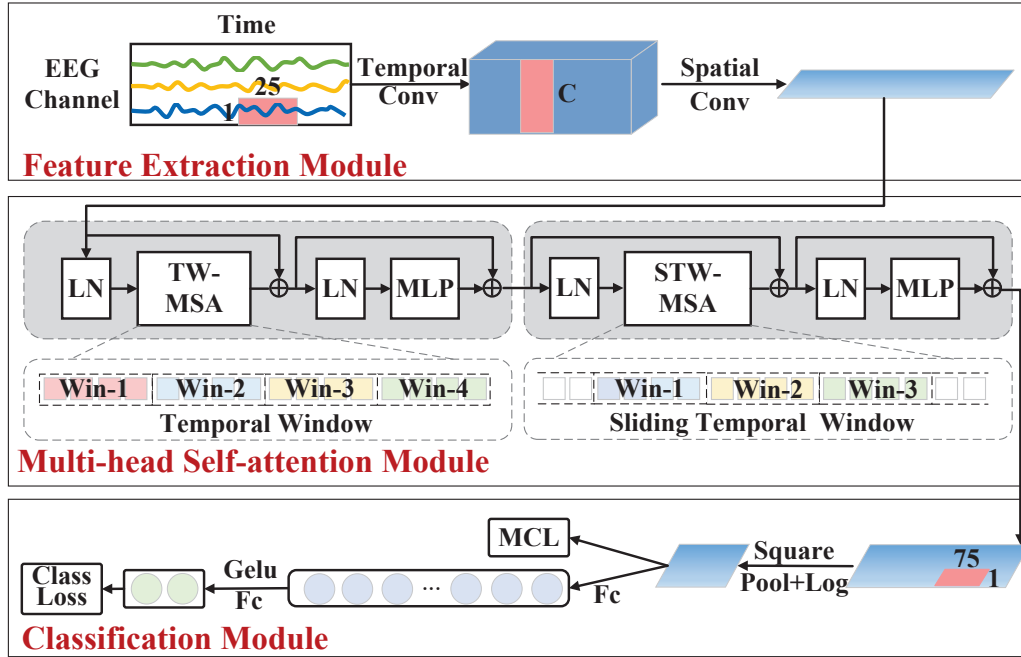 Time
EEG
Channel
25
1
Temporal
Conv
C
Spatial
Conv
Feature Extraction Module
LN
TW-
MSA
LN
MLP
LN
STW-
MSA
LN
MLP
Win-1
Win-2
Win-3
Win-4
Temporal Window
Win-1
Win-2
Win-3
Sliding Temporal Window
Multi-head Self-attention Module
MCL
Square
Pool+Log
75
1
Class
Loss
Gelu
Fc
...
Fc
Classification Module